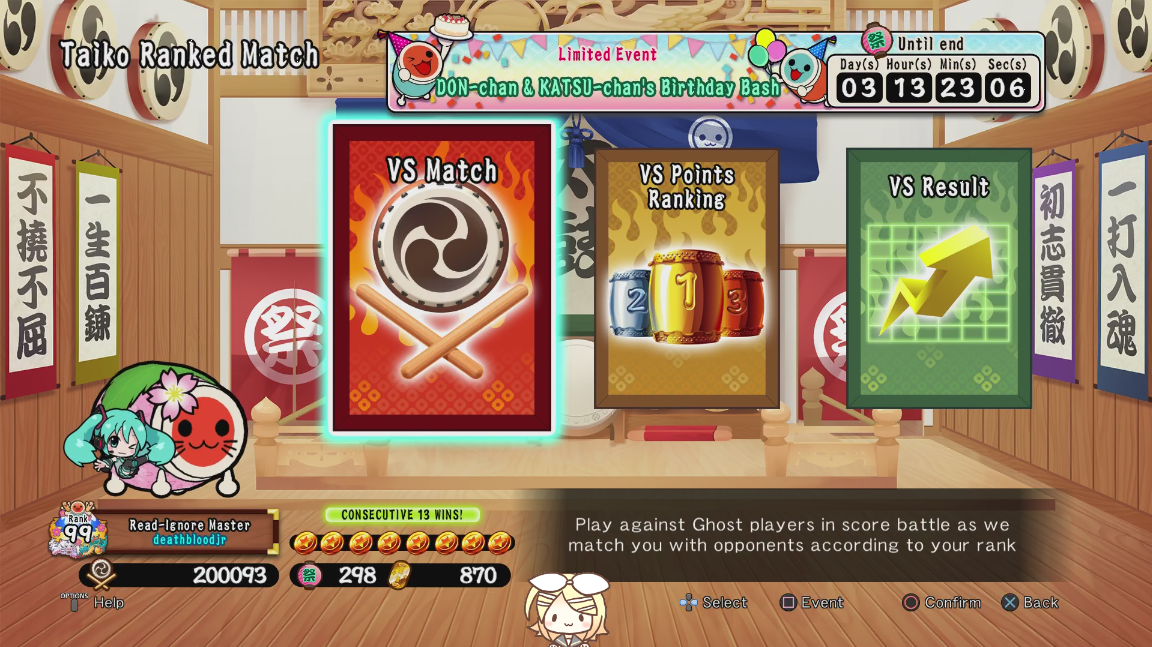 Taiko Ranked Match
Limited Event
DON-chan & KATSU-chan's Birthday Bash
祭
Until end
Day(s) Hour(s) Min(s) Sec(s)
03 13 23 06
VS Match
VS Points
Ranking
2 1 3
VS Result
不撓不屈
一生百錬
祭
初志貫徹
一打入魂
Rank
99
Read-Ignore Master
deathbloodjr
CONSECUTIVE 13 WINS!
200093
祭 298
870
Play against Ghost players in score battle as we
match you with opponents according to your rank
OPTIONS
Help
Select
Event
Confirm
Back